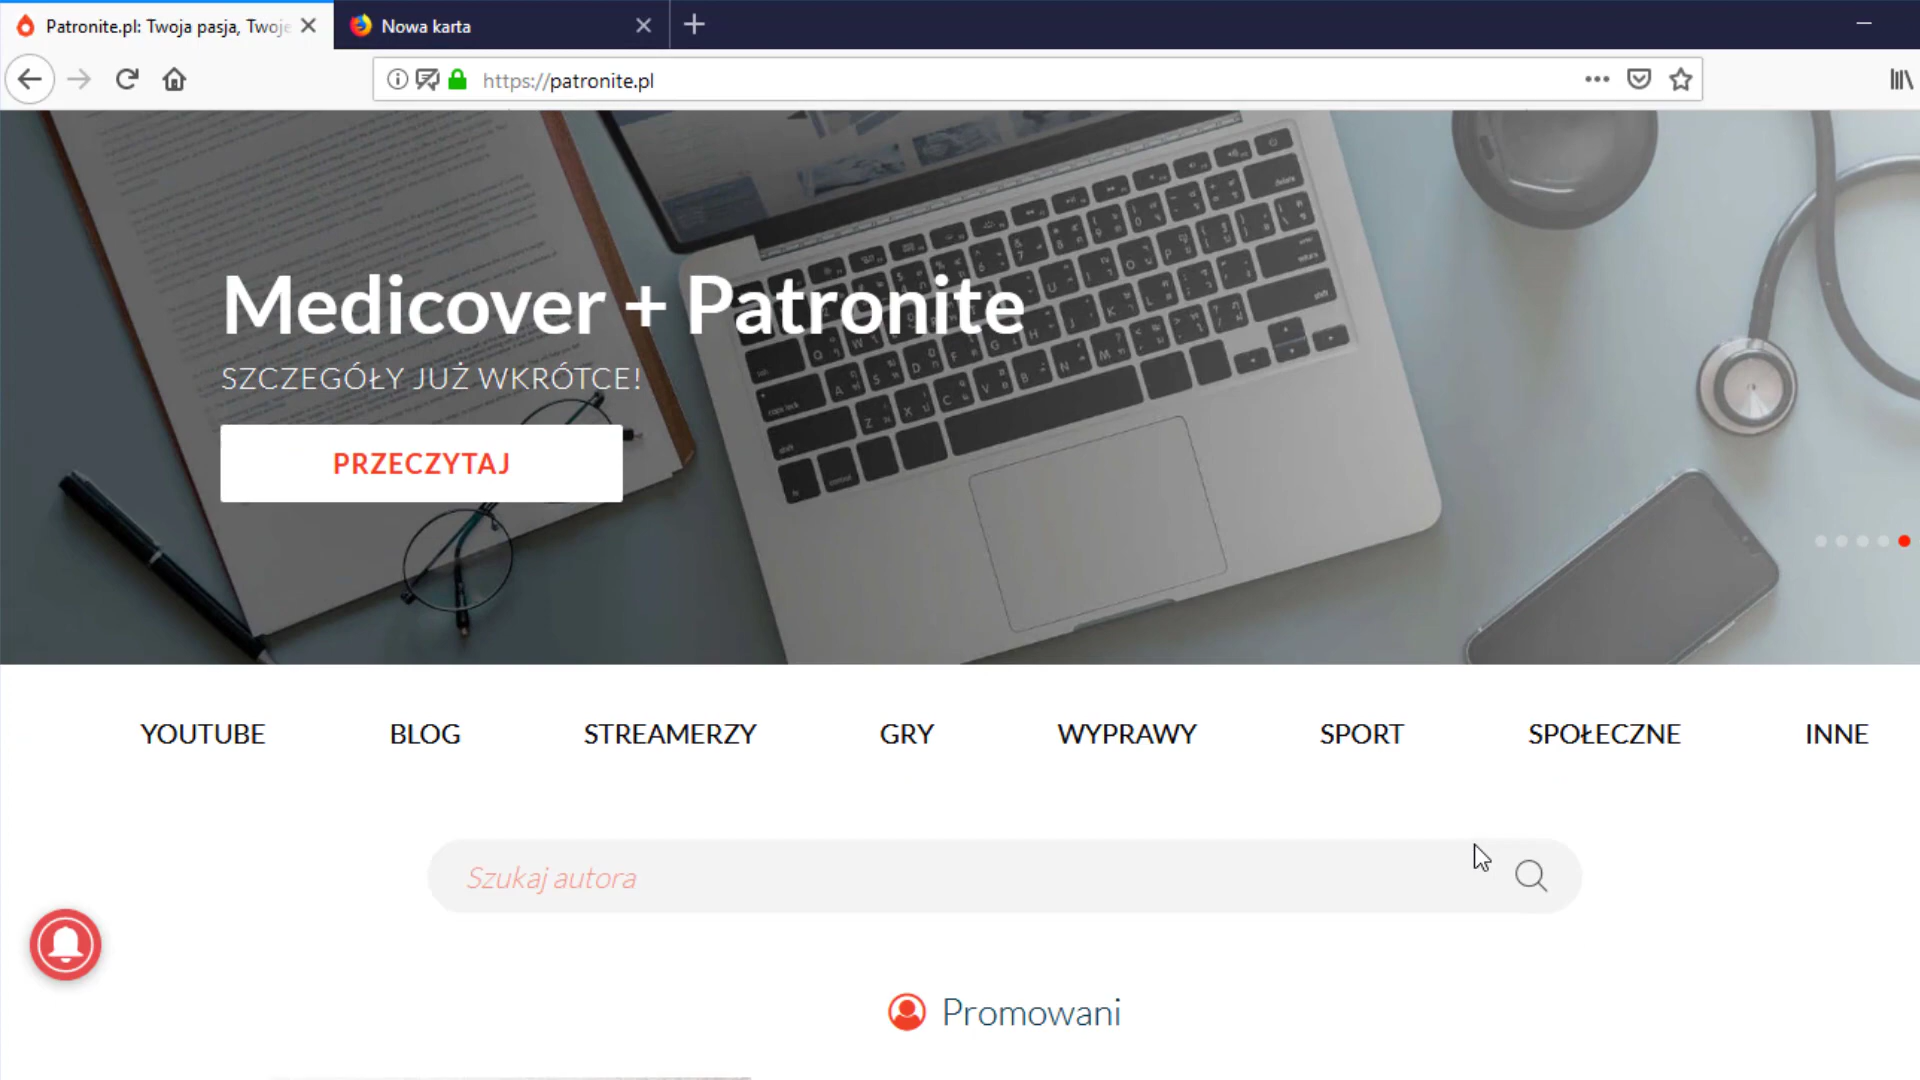 Patronite.pl: Twoja pasja, Twoje
Nowa karta
https://patronite.pl
Medicover + Patronite
SZCZEGÓŁY JUŻ WKRÓTCE!
PRZECZYTAJ
YOUTUBE BLOG STREAMERZY GRY WYPRAWY SPORT SPOŁECZNE INNE
Szukaj autora
Promowani